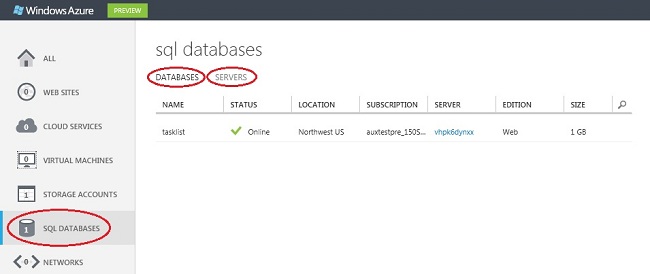 Windows Azure PREVIEW
ALL
0 WEB SITES
0 CLOUD SERVICES
0 VIRTUAL MACHINES
1 STORAGE ACCOUNTS
1 SQL DATABASES
0 NETWORKS
sql databases
DATABASES SERVERS
NAME STATUS LOCATION SUBSCRIPTION SERVER EDITION SIZE
tasklist Online Northwest US auxtestpre_150S... vhpk6dynxx Web 1 GB